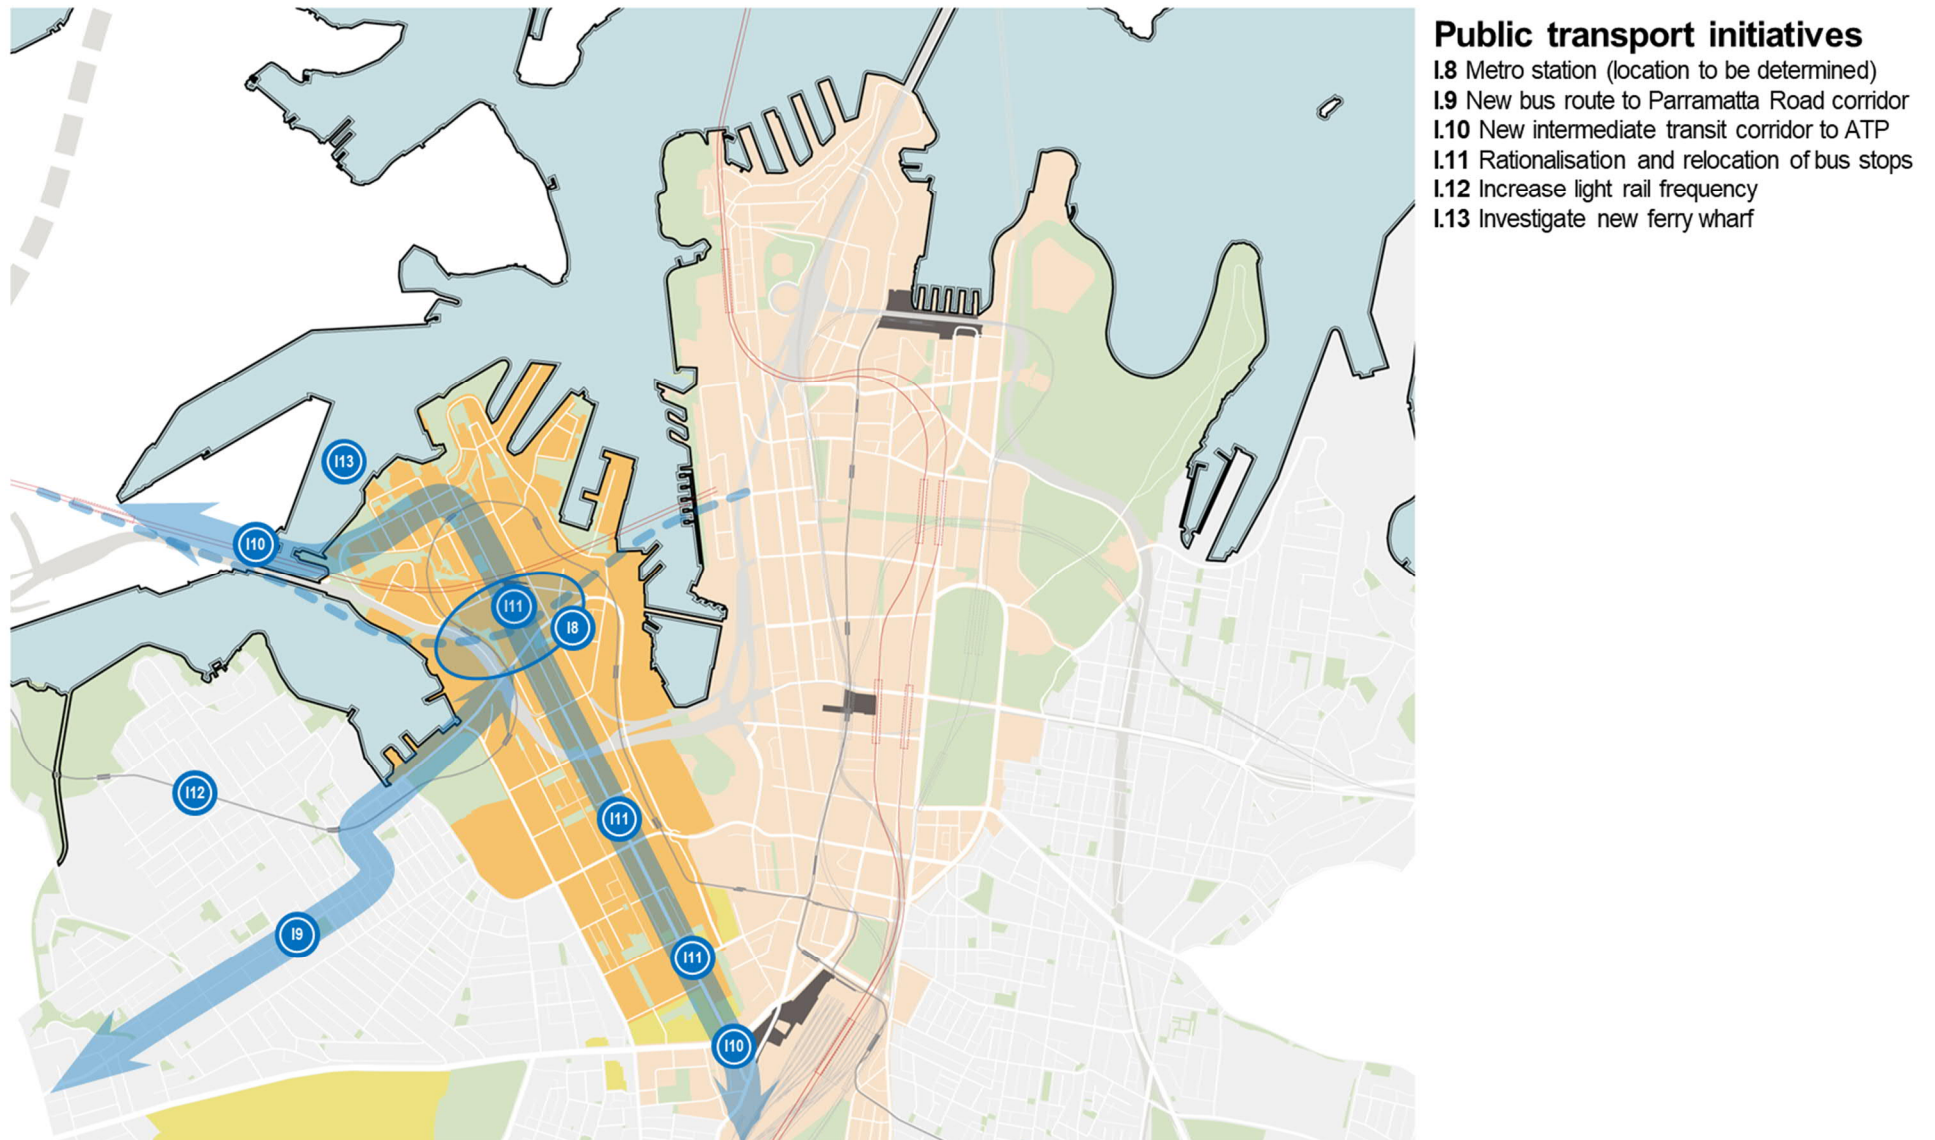 Public transport initiatives
I.8 Metro station (location to be determined)
I.9 New bus route to Parramatta Road corridor
I.10 New intermediate transit corridor to ATP
I.11 Rationalisation and relocation of bus stops
I.12 Increase light rail frequency
I.13 Investigate new ferry wharf
I13
I10
I11
I8
I12
I11
I9
I11
I10